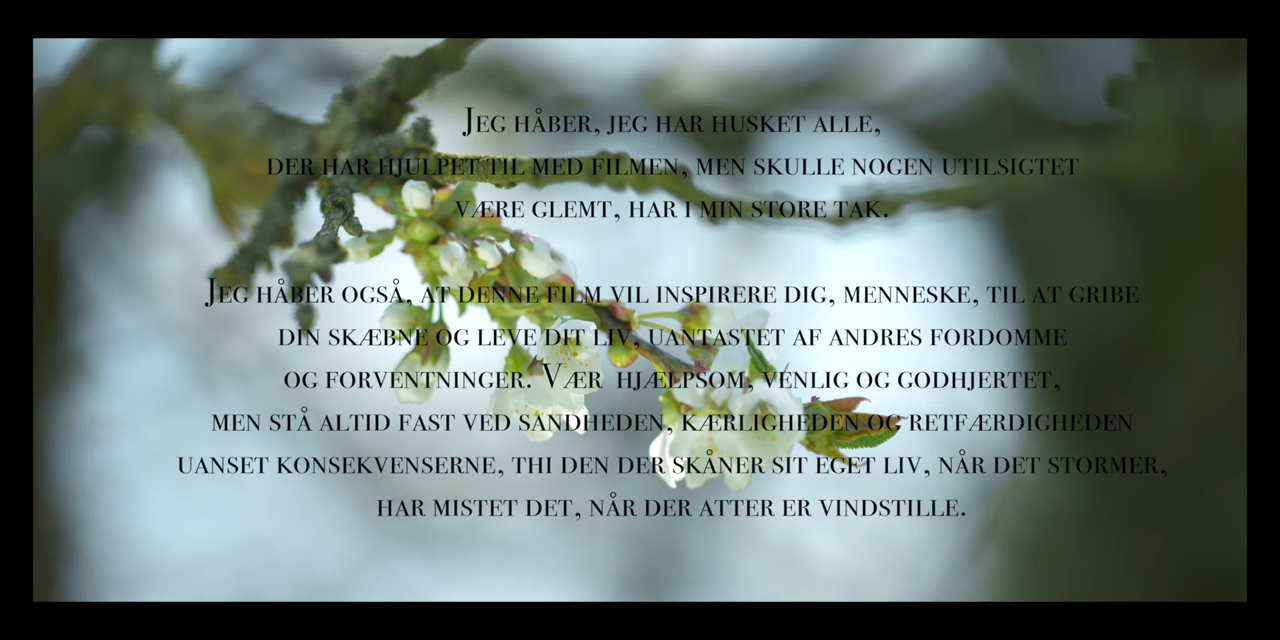 Jeg håber, jeg har husket alle,
der har hjulpet til med filmen, men skulle nogen utilsigtet
være glemt, har i min store tak.
Jeg håber også, at denne film vil inspirere dig, menneske, til at gribe
din skæbne og leve dit liv, uantastet af andres fordomme
og forventninger. Vær hjælpsom, venlig og godhjertet,
men stå altid fast ved sandheden, kærligheden og retfærdigheden
uanset konsekvenserne, thi den der skåner sit eget liv, når det stormer,
har mistet det, når der atter er vindstille.